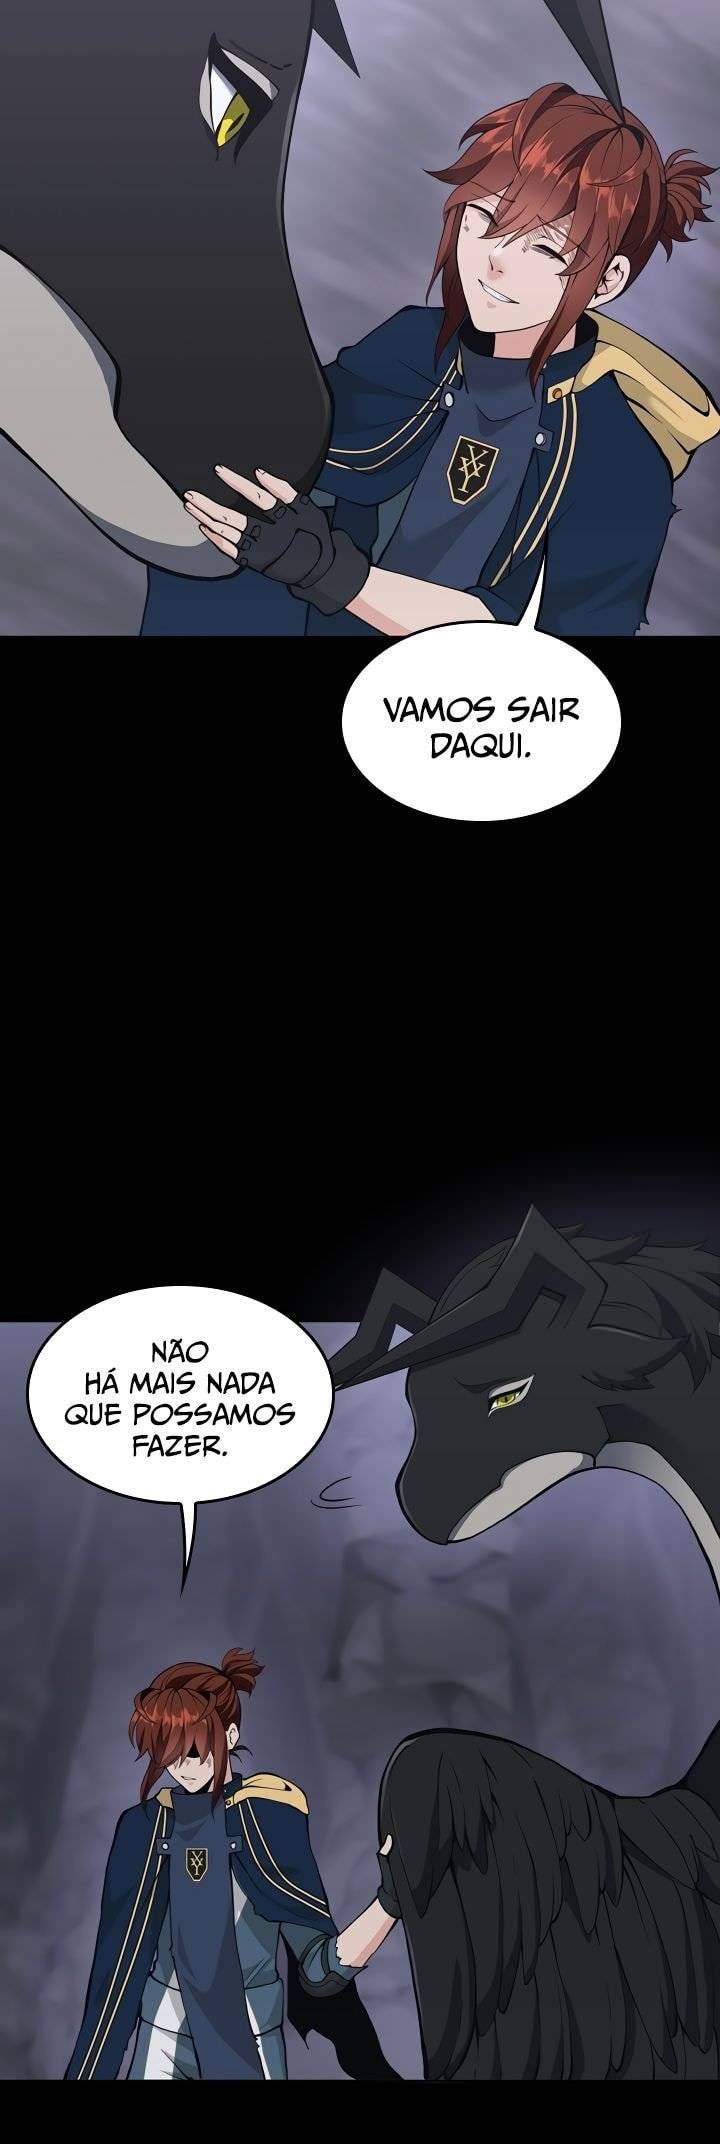 VAMOS SAIR
DAQUI.
NÃO
HÁ MAIS NADA
QUE POSSAMOS
FAZER.